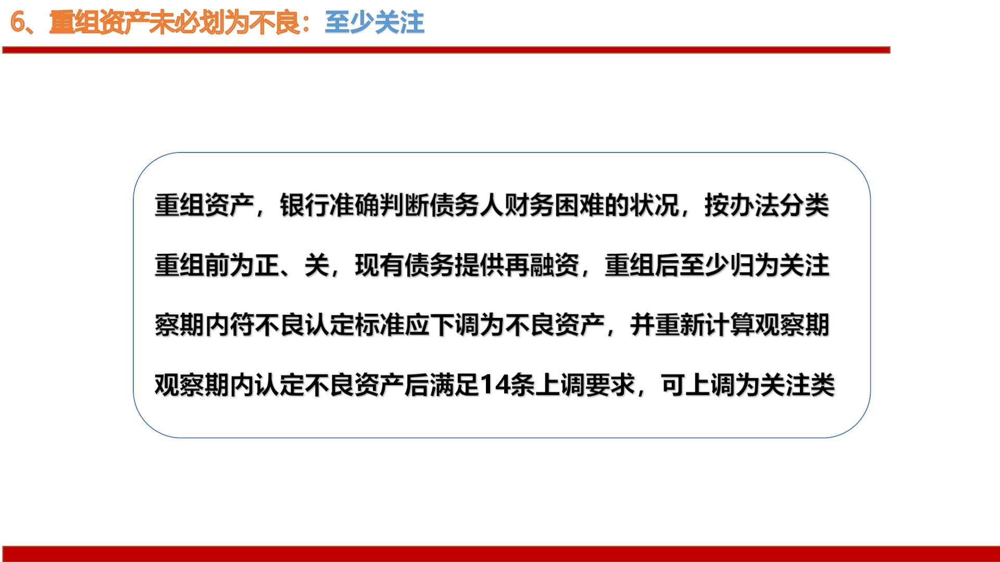 6、重组资产未必划为不良：至少关注
重组资产，银行准确判断债务人财务困难的状况，按办法分类
重组前为正、关，现有债务提供再融资，重组后至少归为关注
察期内符不良认定标准应下调为不良资产，并重新计算观察期
观察期内认定不良资产后满足14条上调要求，可上调为关注类